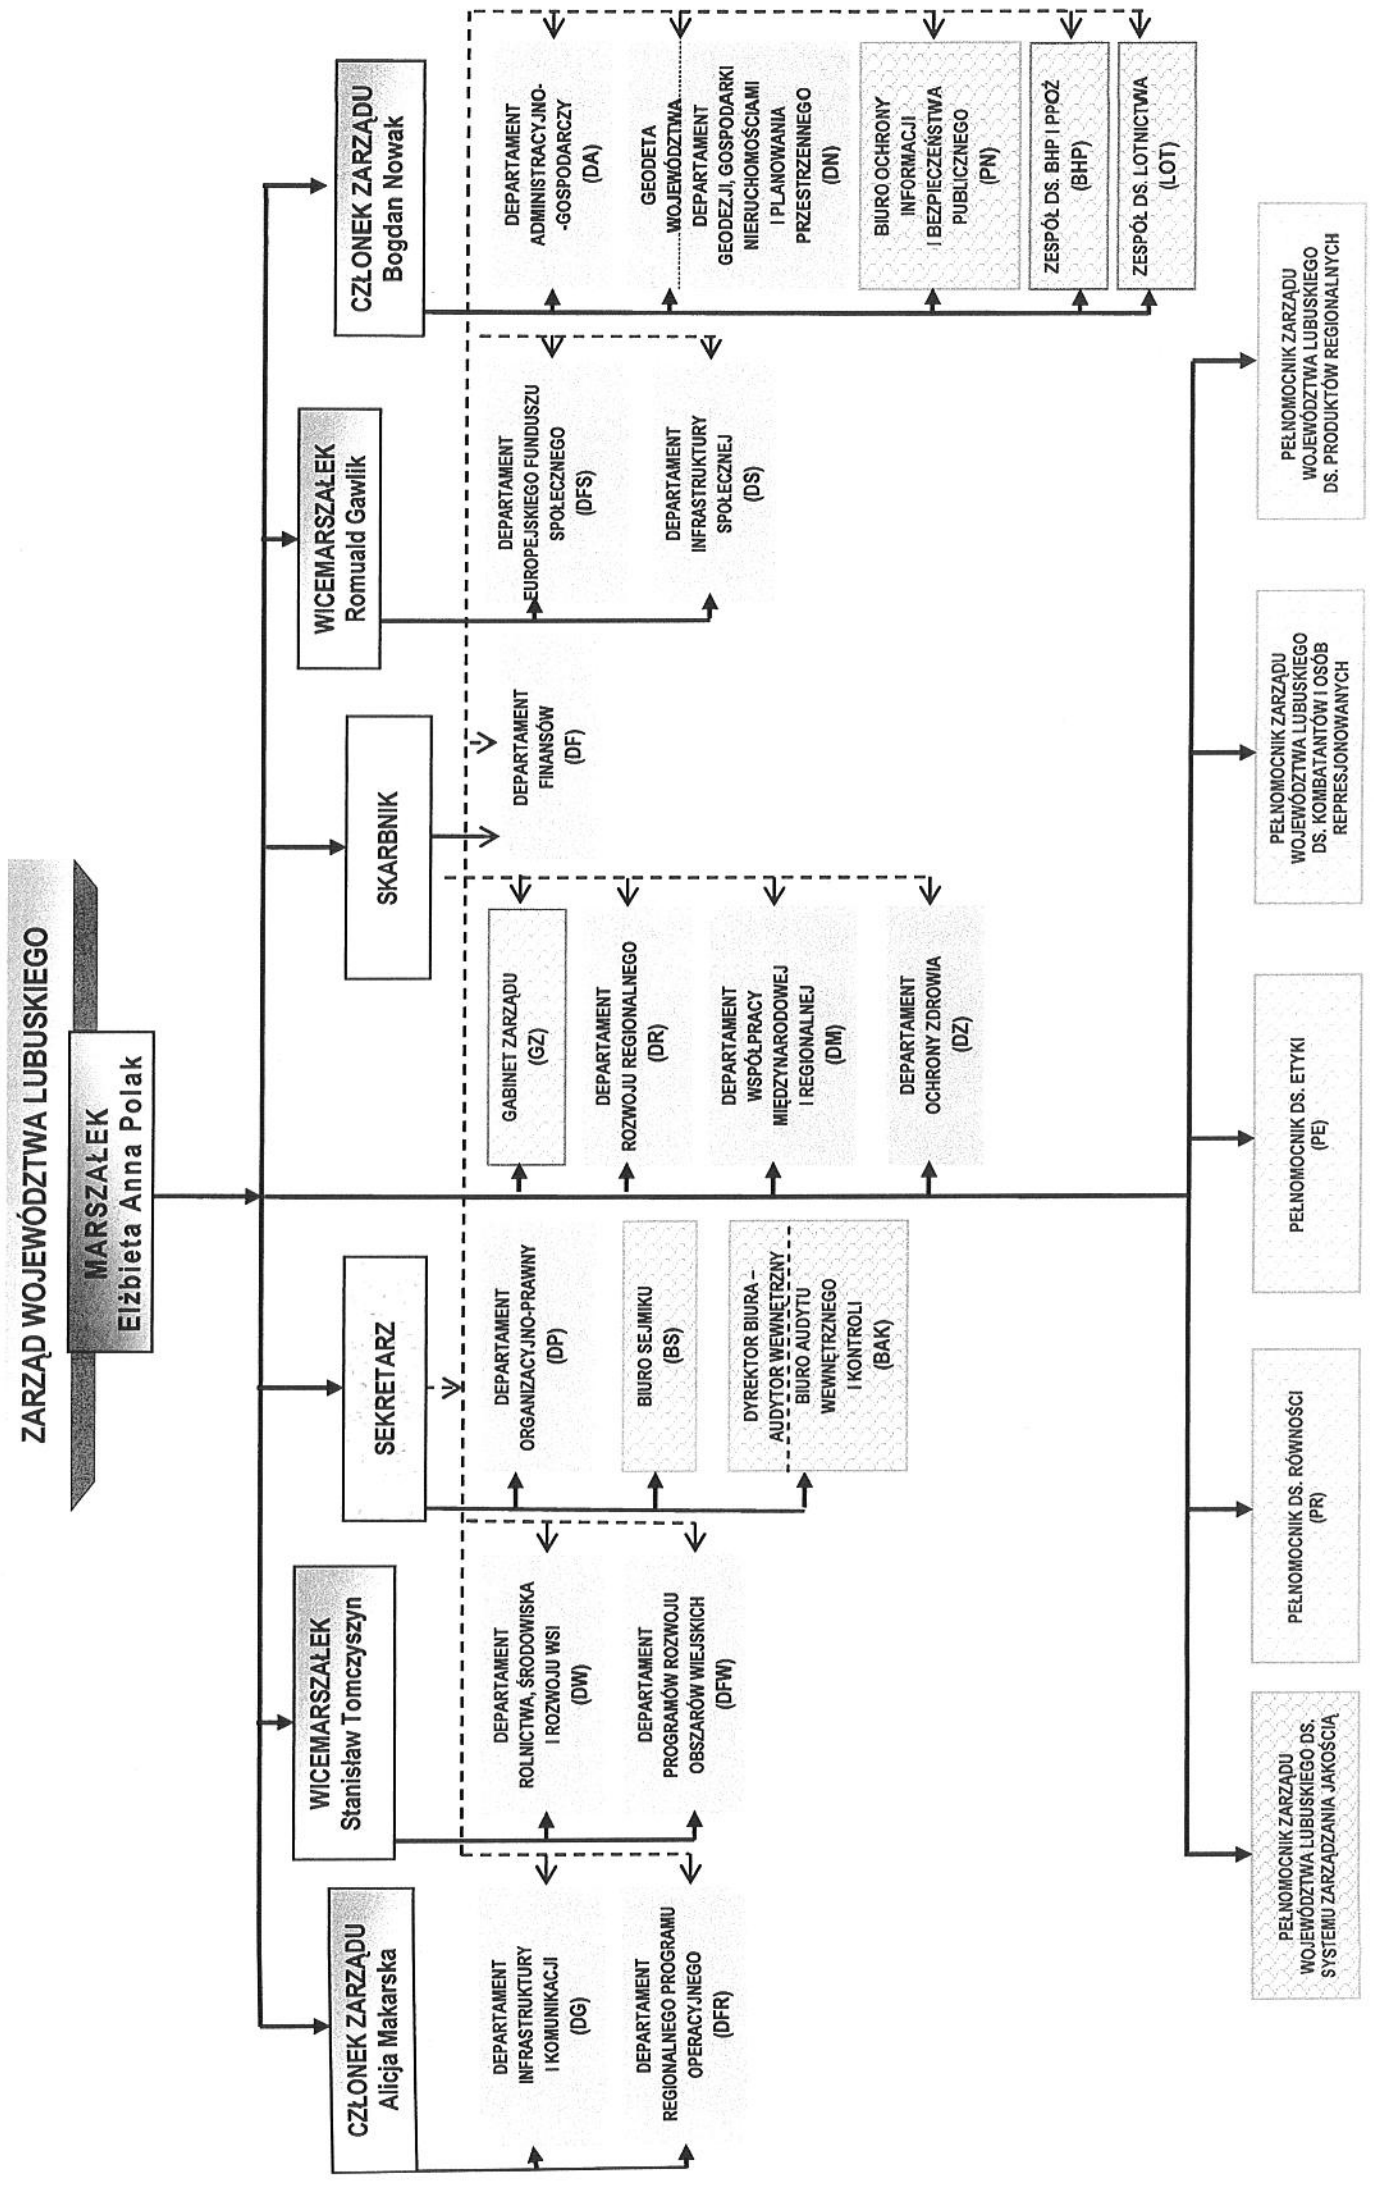 ZARZĄD WOJEWÓDZTWA LUBUSKIEGO
MARSZAŁEK
Elżbieta Anna Polak
CZŁONEK ZARZĄDU
Alicja Makarska
WICEMARSZAŁEK
Stanisław Tomczyszyn
SEKRETARZ
SKARBNIK
WICEMARSZAŁEK
Romuald Gawlik
CZŁONEK ZARZĄDU
Bogdan Nowak
DEPARTAMENT
INFRASTRUKTURY
I KOMUNIKACJI
(DG)
DEPARTAMENT
REGIONALNEGO PROGRAMU
OPERACYJNEGO
(DFR)
DEPARTAMENT
ROLNICTWA, ŚRODOWISKA
I ROZWOJU WSI
(DW)
DEPARTAMENT
PROGRAMÓW ROZWOJU
OBSZARÓW WIEJSKICH
(DFW)
DEPARTAMENT
ORGANIZACYJNO-PRAWNY
(DP)
BIURO SEJMIKU
(BS)
DYREKTOR BIURA –
AUDYTOR WEWNĘTRZNY
BIURO AUDYTU
WEWNĘTRZNEGO
I KONTROLI
(BAK)
GABINET ZARZĄDU
(GZ)
DEPARTAMENT
ROZWOJU REGIONALNEGO
(DR)
DEPARTAMENT
WSPÓŁPRACY
MIĘDZYNARODOWEJ
I REGIONALNEJ
(DM)
DEPARTAMENT
OCHRONY ZDROWIA
(DZ)
DEPARTAMENT
FINANSÓW
(DF)
DEPARTAMENT
EUROPEJSKIEGO FUNDUSZU
SPOŁECZNEGO
(DFS)
DEPARTAMENT
INFRASTRUKTURY
SPOŁECZNEJ
(DS)
DEPARTAMENT
ADMINISTRACYJNO-
-GOSPODARCZY
(DA)
GEODETA
WOJEWÓDZTWA
DEPARTAMENT
GEODEZJI, GOSPODARKI
NIERUCHOMOŚCIAMI
I PLANOWANIA
PRZESTRZENNEGO
(DN)
BIURO OCHRONY
INFORMACJI
I BEZPIECZEŃSTWA
PUBLICZNEGO
(PN)
ZESPÓŁ DS. BHP I PPOŻ
(BHP)
ZESPÓŁ DS. LOTNICTWA
(LOT)
PEŁNOMOCNIK ZARZĄDU
WOJEWÓDZTWA LUBUSKIEGO DS.
SYSTEMU ZARZĄDZANIA JAKOŚCIĄ
PEŁNOMOCNIK DS. RÓWNOŚCI
(PR)
PEŁNOMOCNIK DS. ETYKI
(PE)
PEŁNOMOCNIK ZARZĄDU
WOJEWÓDZTWA LUBUSKIEGO
DS. KOMBATANTÓW I OSÓB
REPRESJONOWANYCH
PEŁNOMOCNIK ZARZĄDU
WOJEWÓDZTWA LUBUSKIEGO
DS. PRODUKTÓW REGIONALNYCH